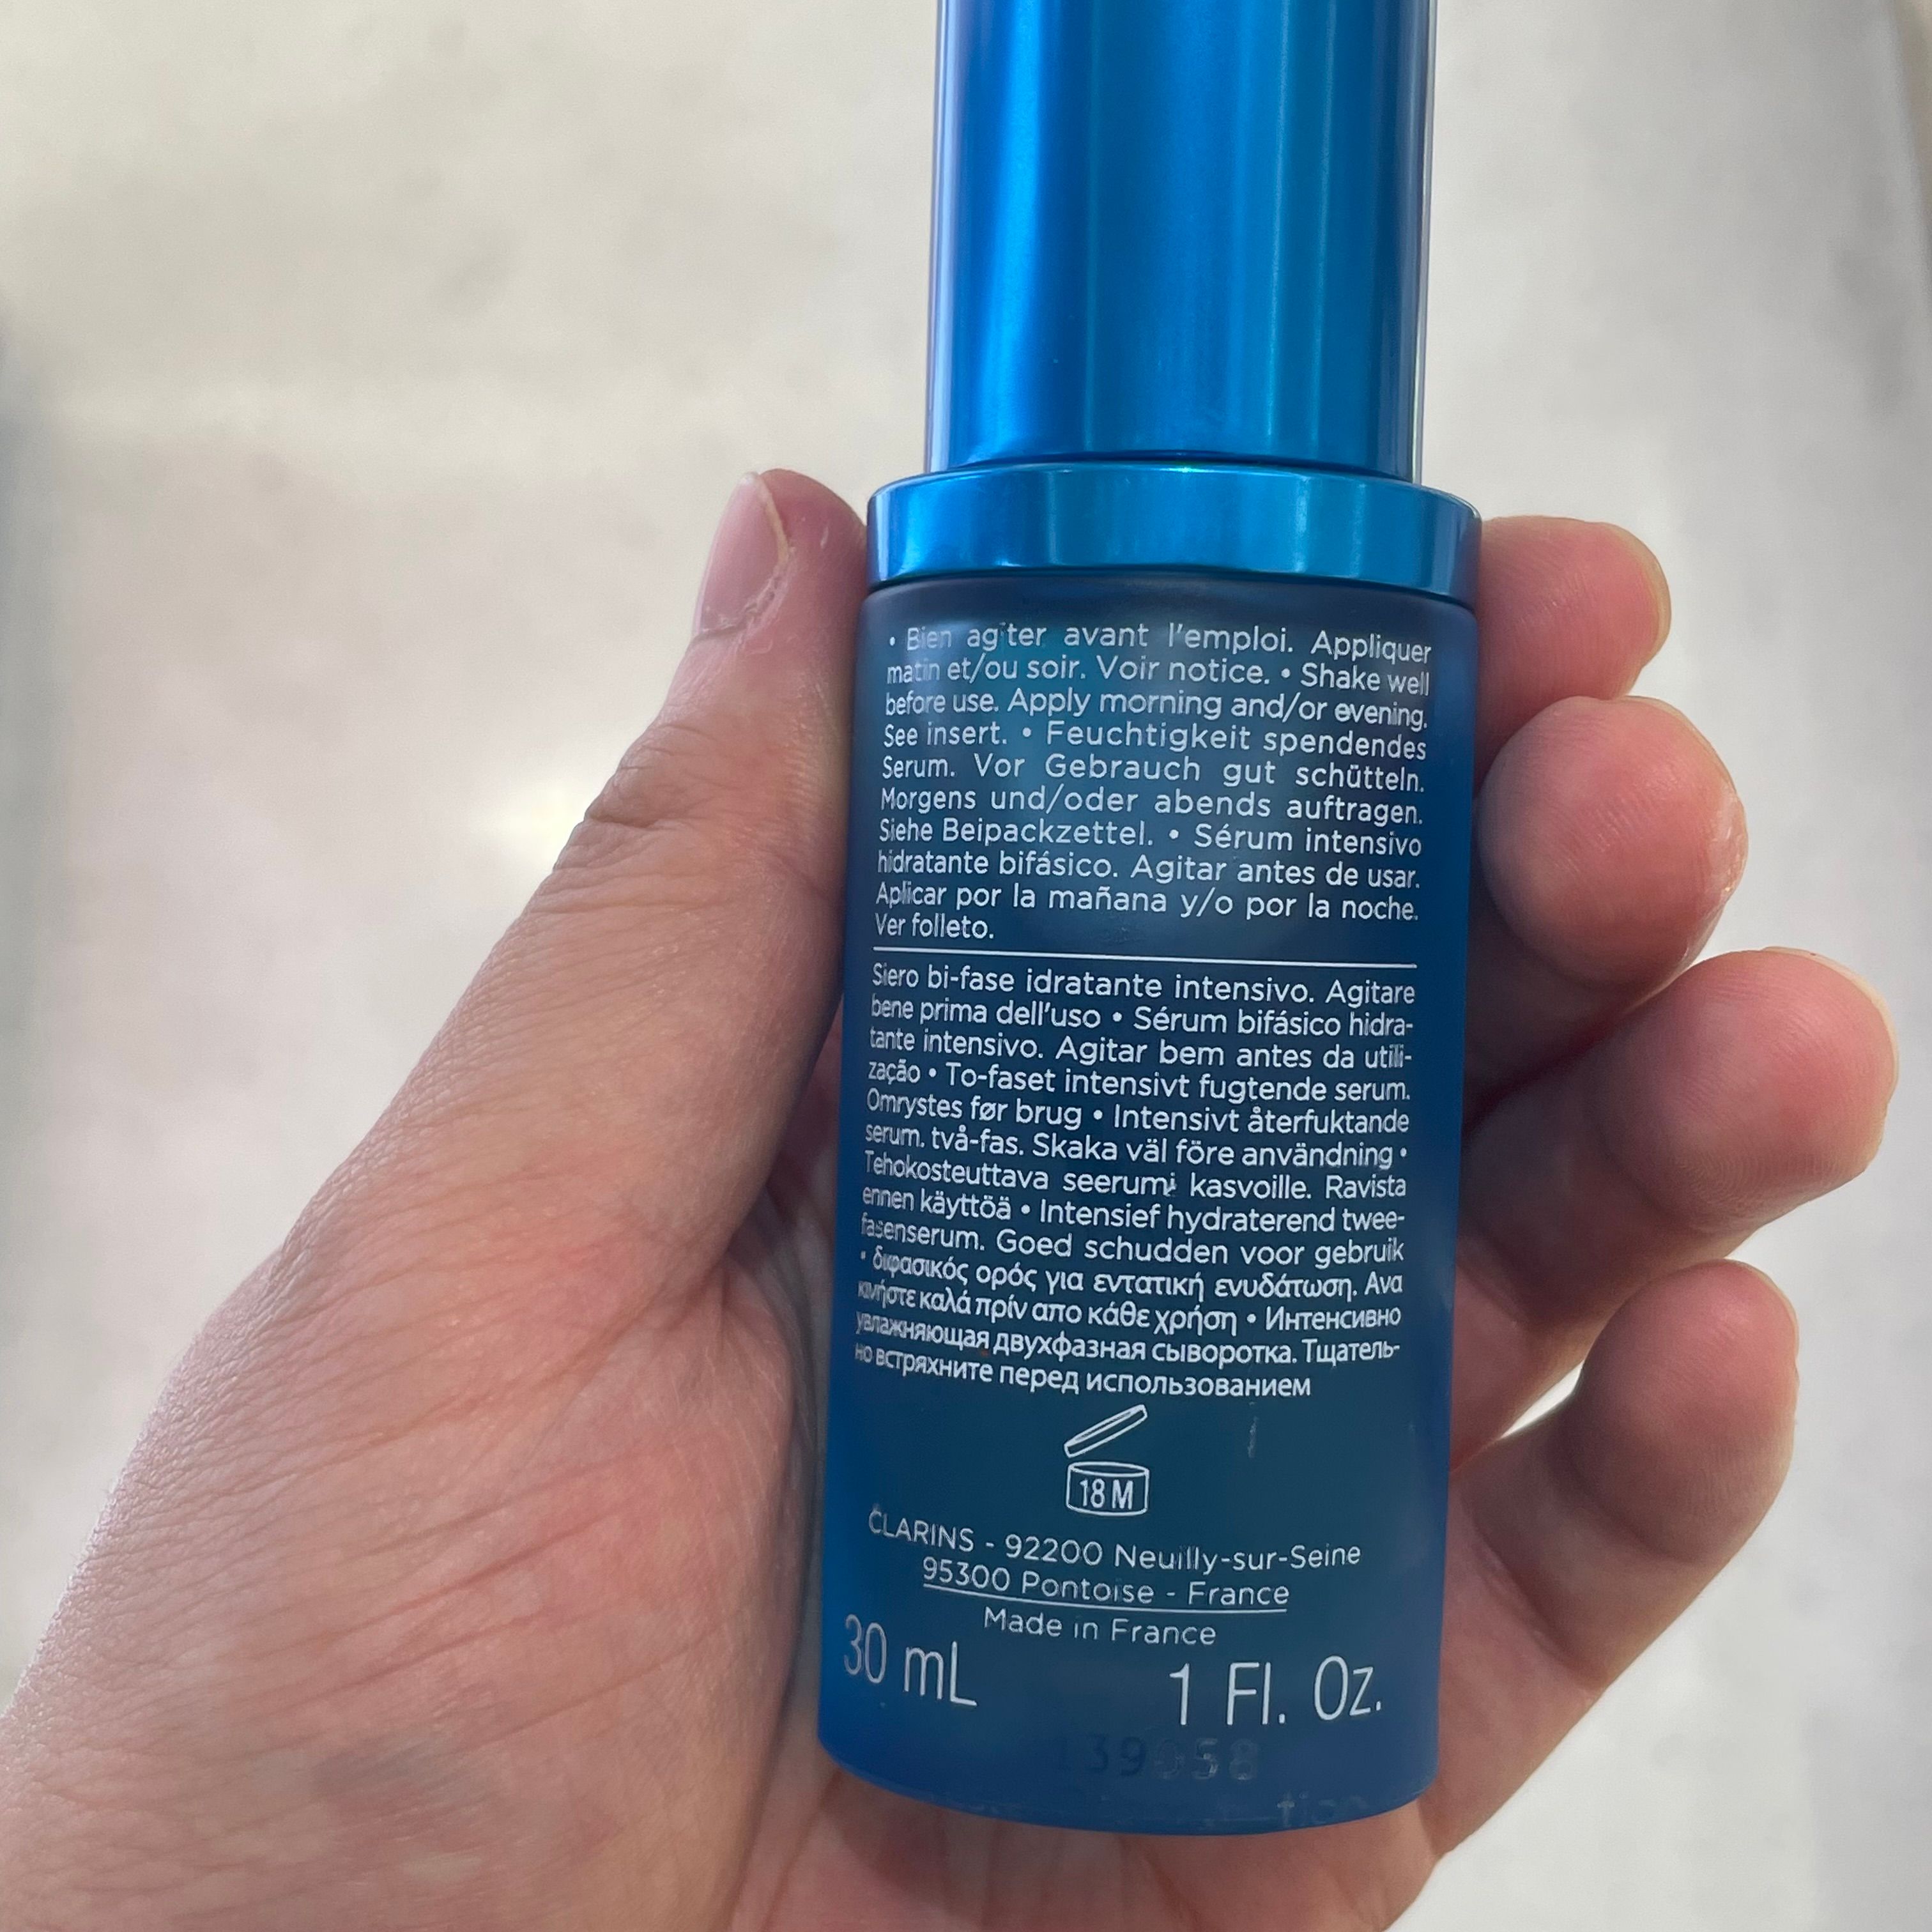 • Bien agiter avant l'emploi. Appliquer
matin et/ou soir. Voir notice. • Shake well
before use. Apply morning and/or evening.
See insert. • Feuchtigkeit spendendes
Serum. Vor Gebrauch gut schütteln.
Morgens und/oder abends auftragen.
Siehe Beipackzettel. • Sérum intensivo
hidratante bifásico. Agitar antes de usar.
Aplicar por la mañana y/o por la noche.
Ver folleto.
Siero bi-fase idratante intensivo. Agitare
bene prima dell'uso • Sérum bifásico hidra-
tante intensivo. Agitar bem antes da utili-
zação • To-faset intensivt fugtende serum.
Omrystes før brug • Intensivt återfuktande
serum. två-fas. Skaka väl före användning •
Tehokosteuttava seerumi kasvoille. Ravista
ennen käyttöä • Intensief hydraterend twee-
fasenserum. Goed schudden voor gebruik
• διφασικός ορός για εντατική ενυδάτωση. Ανα
κινήστε καλά πρίν απο κάθε χρήση • Интенсивно
увлажняющая двухфазная сыворотка. Тщатель-
но встряхните перед использованием
18 M
CLARINS - 92200 Neuilly-sur-Seine
95300 Pontoise - France
Made in France
30 mL 1 Fl. Oz.